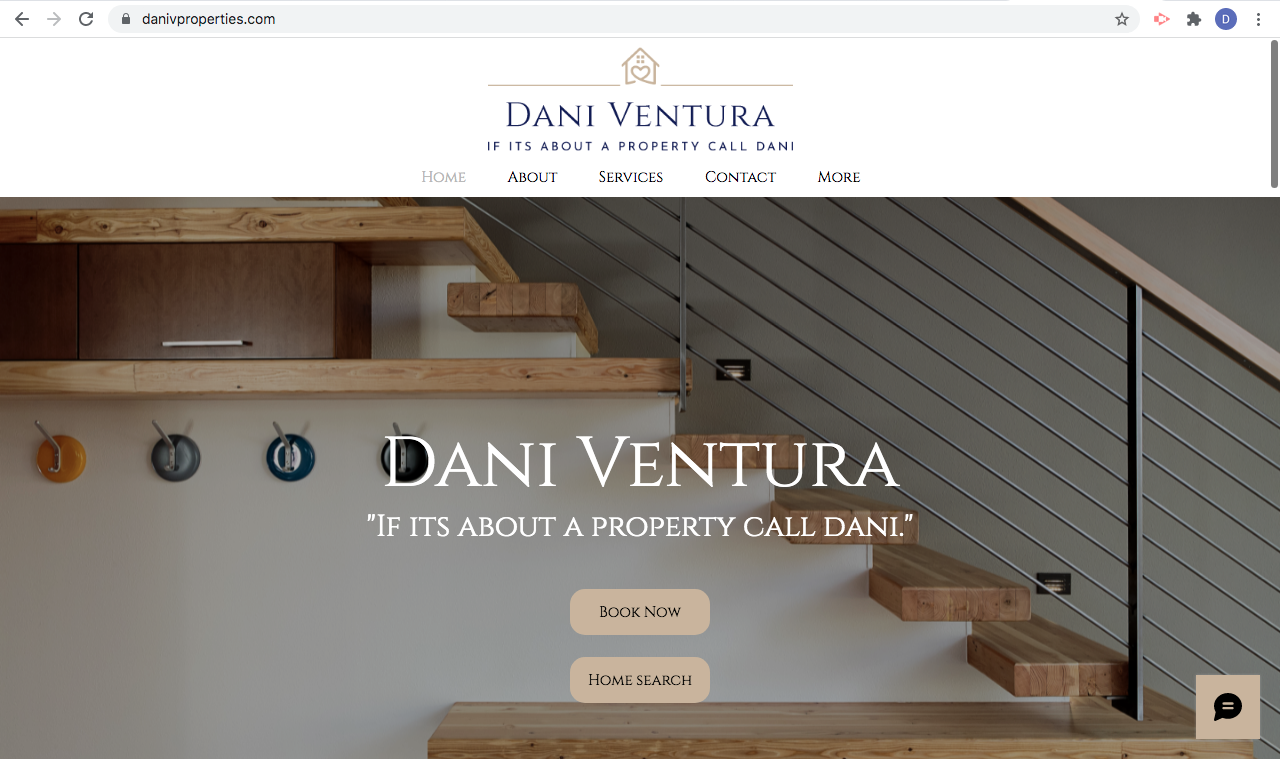 danivproperties.com
D
Dani Ventura
IF ITS ABOUT A PROPERTY CALL DANI
Home About Services Contact More
Dani Ventura
"If its about a property call dani."
Book Now
Home search